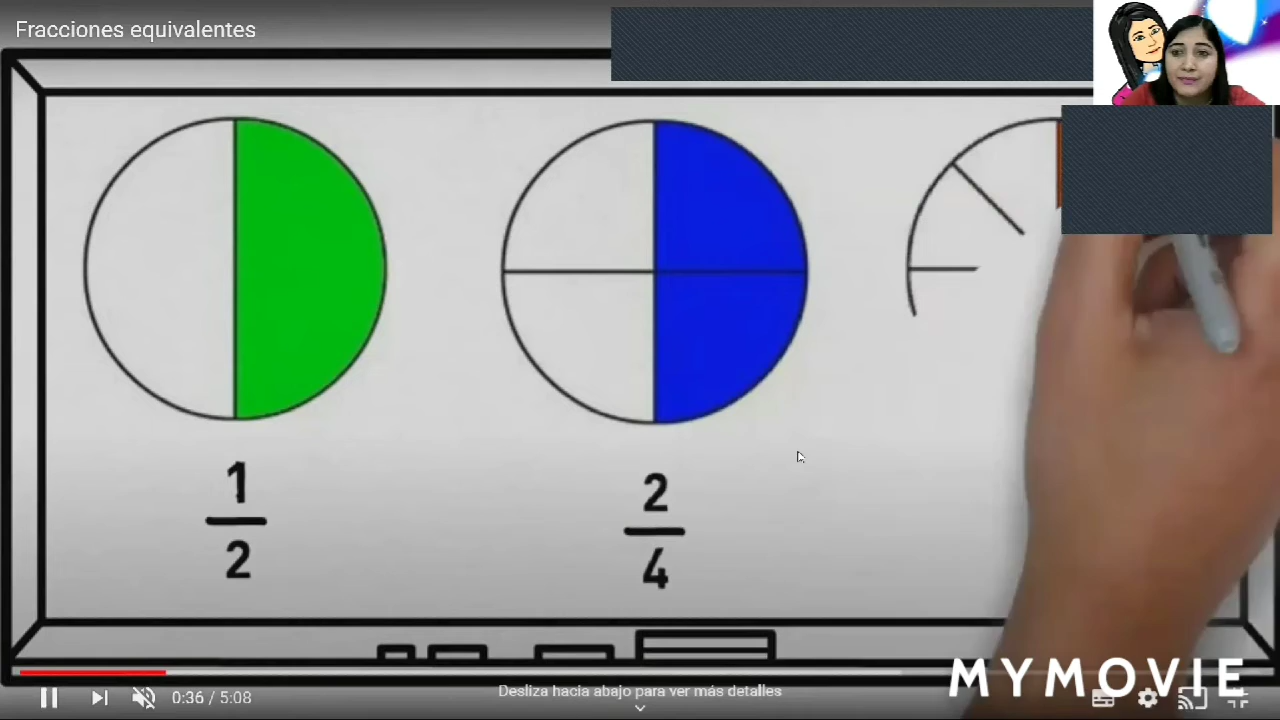 Fracciones equivalentes
1
2
2
4
MYMOVIE
0:36 / 5:08
Desliza hacia abajo para ver más detalles